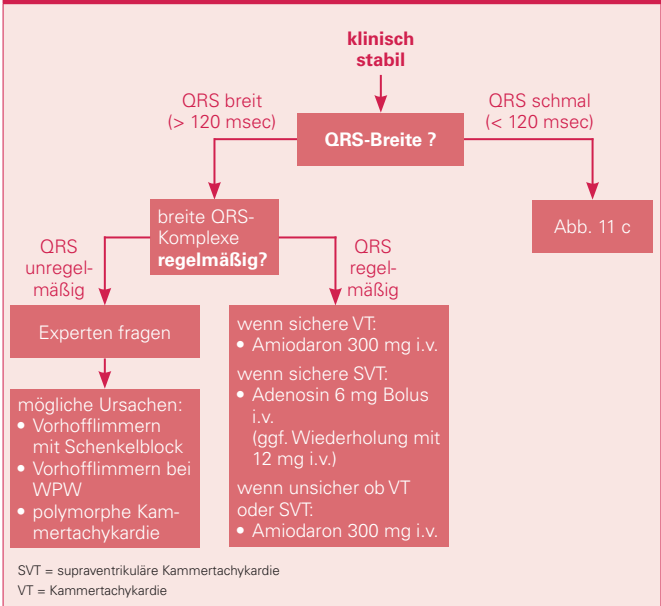 klinisch
stabil
QRS breit
(> 120 msec)
QRS schmal
(< 120 msec)
QRS-Breite ?
breite QRS-
Komplexe
regelmäßig?
Abb. 11 c
QRS
unregel-
mäßig
QRS
regel-
mäßig
Experten fragen
mögliche Ursachen:
• Vorhofflimmern
mit Schenkelblock
• Vorhofflimmern bei
WPW
• polymorphe Kam-
mertachykardie
wenn sichere VT:
• Amiodaron 300 mg i.v.
wenn sichere SVT:
• Adenosin 6 mg Bolus
i.v.
(ggf. Wiederholung mit
12 mg i.v.)
wenn unsicher ob VT
oder SVT:
• Amiodaron 300 mg i.v.
SVT = supraventrikuläre Kammertachykardie
VT = Kammertachykardie